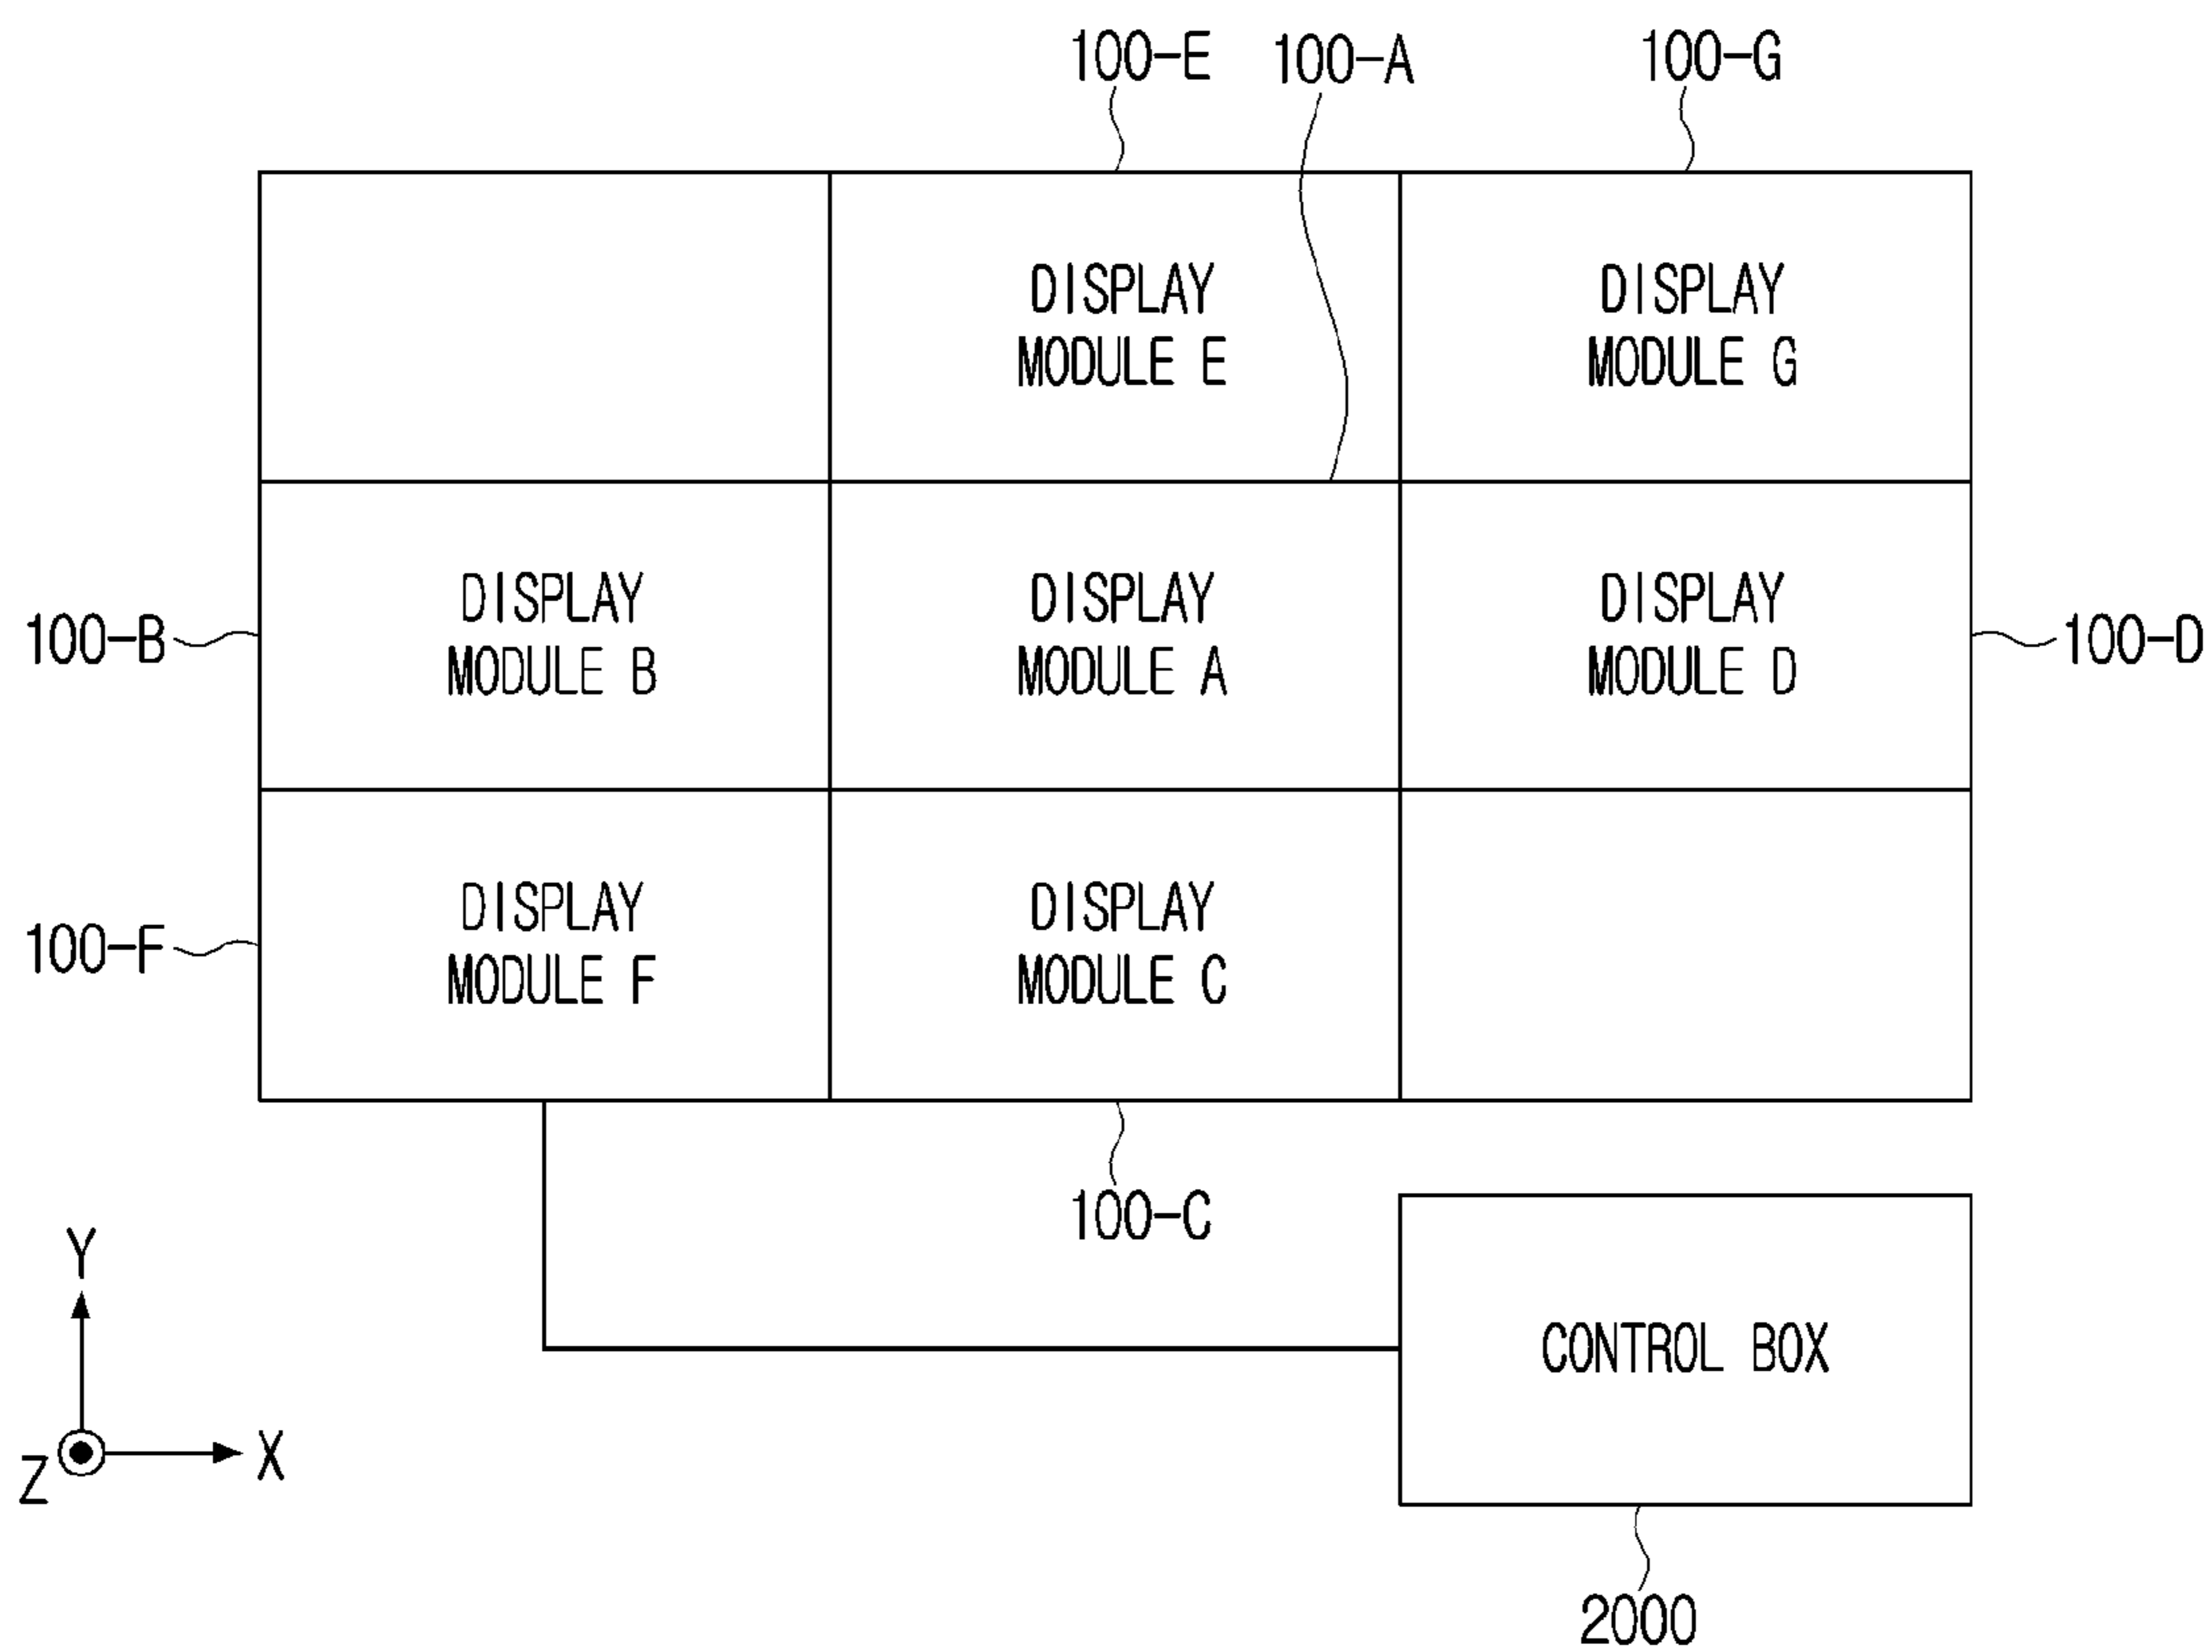 100-E
100-A
100-G
DISPLAY
MODULE E
DISPLAY
MODULE G
100-B
DISPLAY
MODULE B
DISPLAY
MODULE A
DISPLAY
MODULE D
100-D
100-F
DISPLAY
MODULE F
DISPLAY
MODULE C
100-C
Y
Z
X
CONTROL BOX
2000